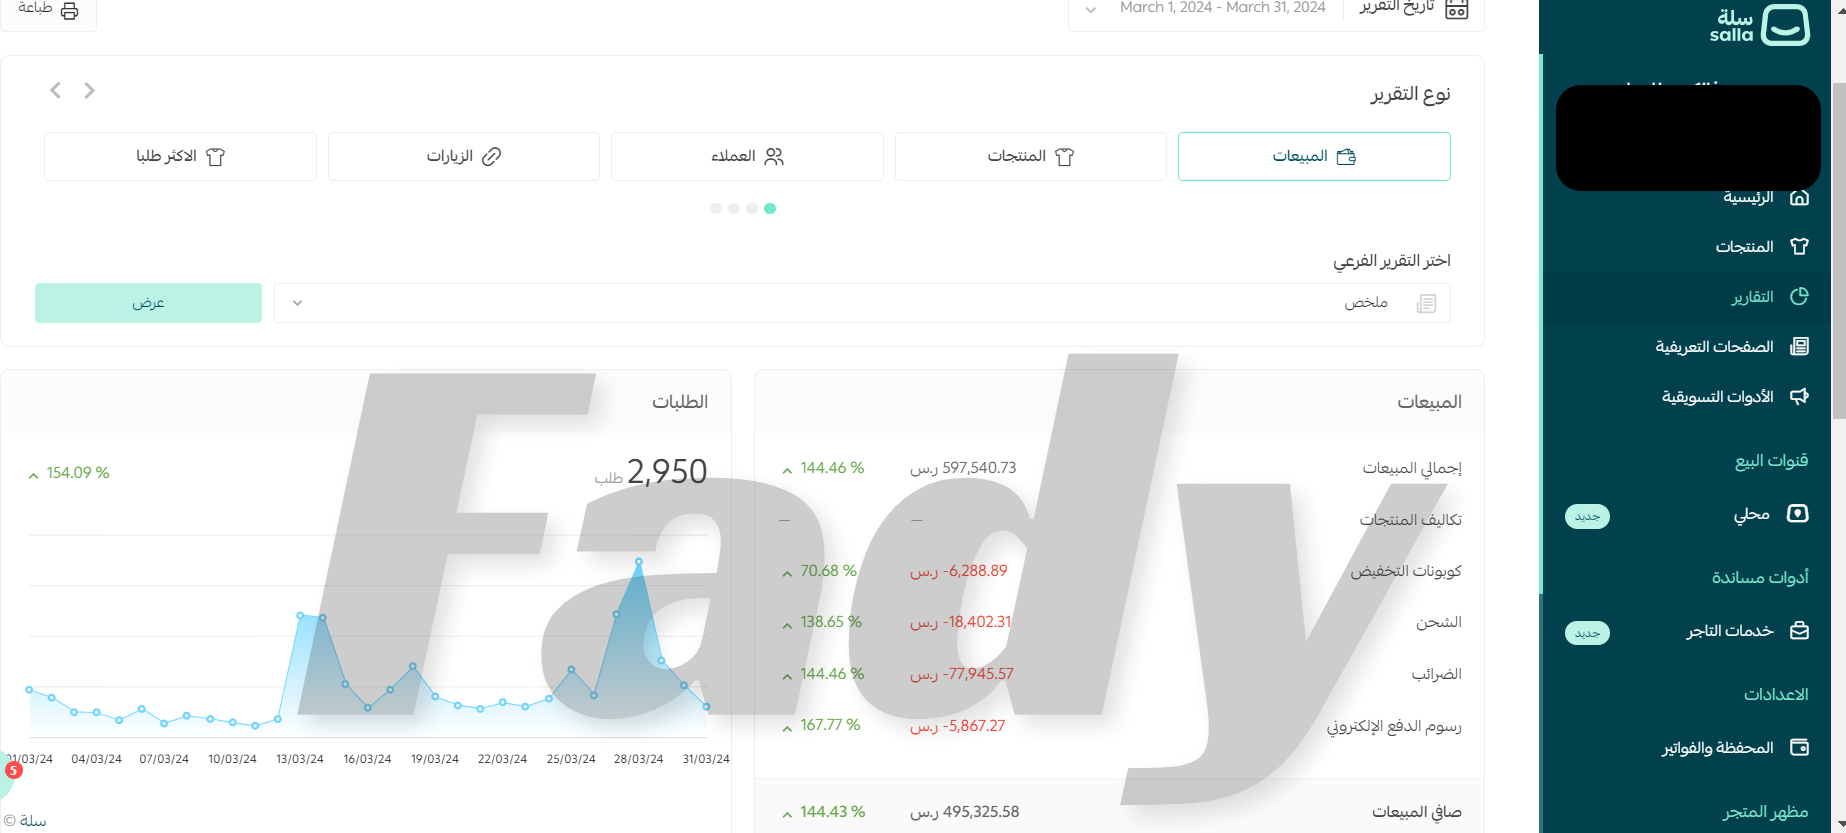 سلة
salla
الرئيسية
المنتجات
التقارير
الصفحات التعريفية
الأدوات التسويقية
قنوات البيع
محلي
جديد
أدوات مساندة
خدمات التاجر
جديد
الاعدادات
المحفظة والفواتير
مظهر المتجر
تاريخ التقرير
March 1, 2024 - March 31, 2024
طباعة
نوع التقرير
المبيعات
المنتجات
العملاء
الزيارات
الاكثر طلبا
اختر التقرير الفرعي
ملخص
عرض
المبيعات
إجمالي المبيعات 597,540.73 ر.س 144.46 %
تكاليف المنتجات — —
كوبونات التخفيض -6,288.89 ر.س 70.68 %
الشحن -18,402.31 ر.س 138.65 %
الضرائب -77,945.57 ر.س 144.46 %
رسوم الدفع الإلكتروني -5,867.27 ر.س 167.77 %
صافي المبيعات 495,325.58 ر.س 144.43 %
الطلبات
2,950 طلب
154.09 %
01/03/24 04/03/24 07/03/24 10/03/24 13/03/24 16/03/24 19/03/24 22/03/24 25/03/24 28/03/24 31/03/24
5
سلة ©
Fady